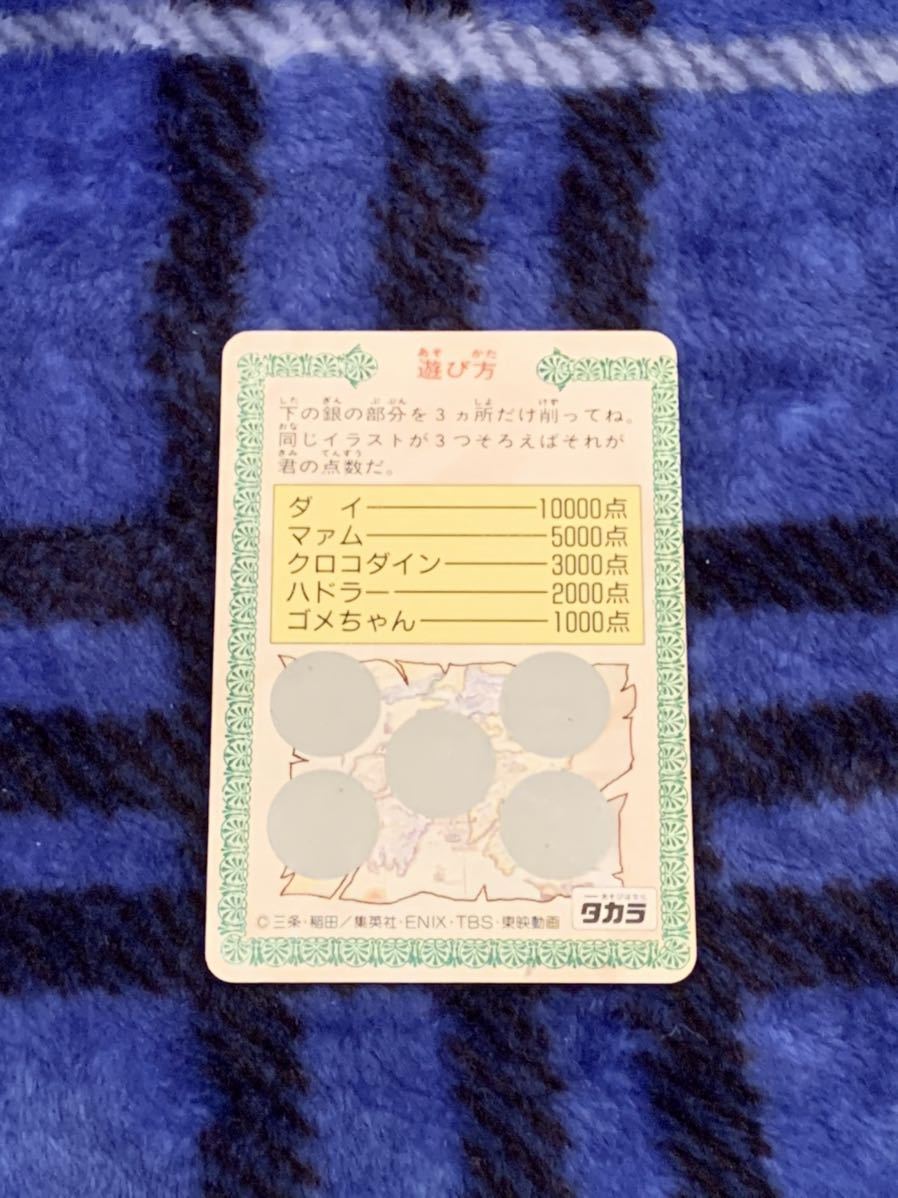 あそ かた
遊び方
した ぎん ぶぶん しょ けず
下の銀の部分を3ヵ所だけ削ってね。
おな
同じイラストが3つそろえばそれが
きみ てんすう
君の点数だ。
ダイ 10000点
マァム 5000点
クロコダイン 3000点
ハドラー 2000点
ゴメちゃん 1000点
タカラ
©三条・稲田/集英社・ENIX・TBS・東映動画